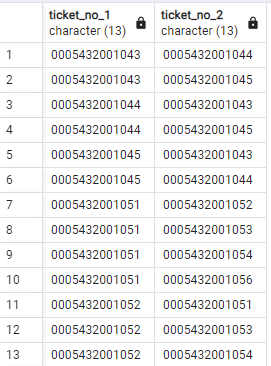 ticket_no_1 ticket_no_2
character (13) character (13)
1 0005432001043 0005432001044
2 0005432001043 0005432001045
3 0005432001044 0005432001043
4 0005432001044 0005432001045
5 0005432001045 0005432001043
6 0005432001045 0005432001044
7 0005432001051 0005432001052
8 0005432001051 0005432001053
9 0005432001051 0005432001054
10 0005432001051 0005432001056
11 0005432001052 0005432001051
12 0005432001052 0005432001053
13 0005432001052 0005432001054